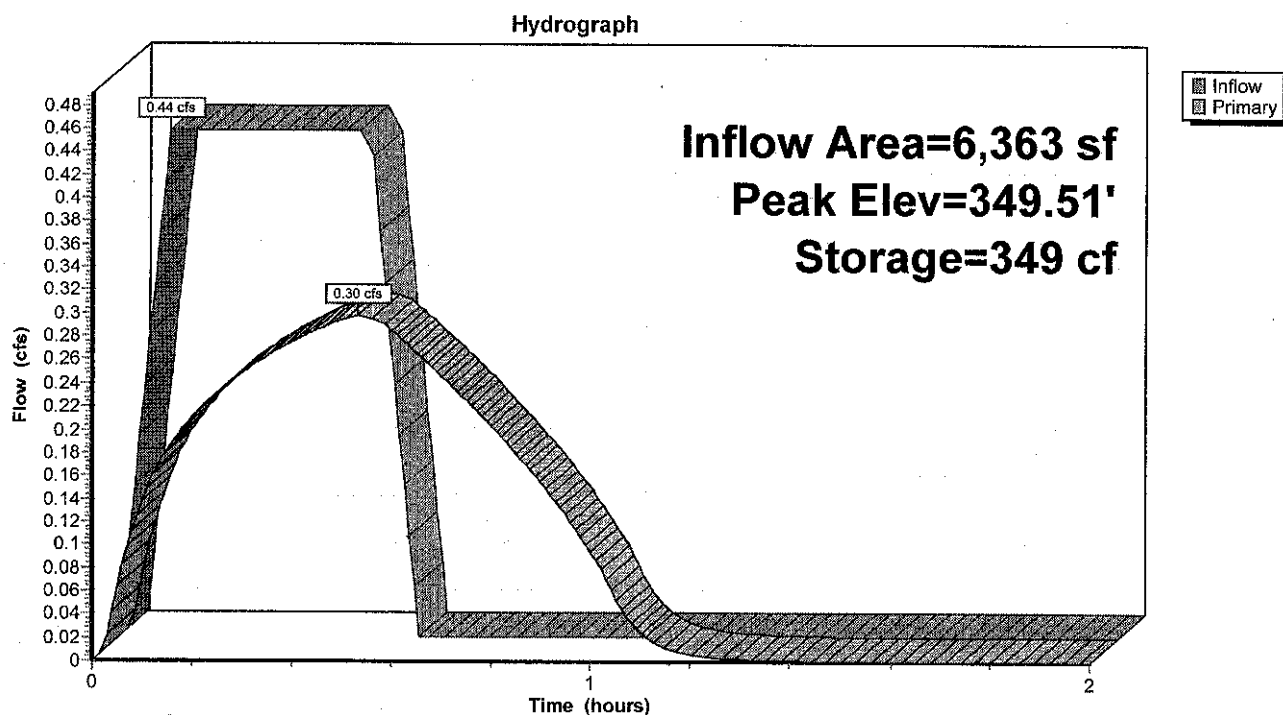 Hydrograph
Inflow
Primary
0.44 cfs
0.30 cfs
Inflow Area=6,363 sf
Peak Elev=349.51'
Storage=349 cf
0.48
0.46
0.44
0.42
0.4
0.38
0.36
0.34
0.32
0.3
0.28
0.26
0.24
0.22
0.2
0.18
0.16
0.14
0.12
0.1
0.08
0.06
0.04
0.02
0
Flow (cfs)
0
1
2
Time (hours)